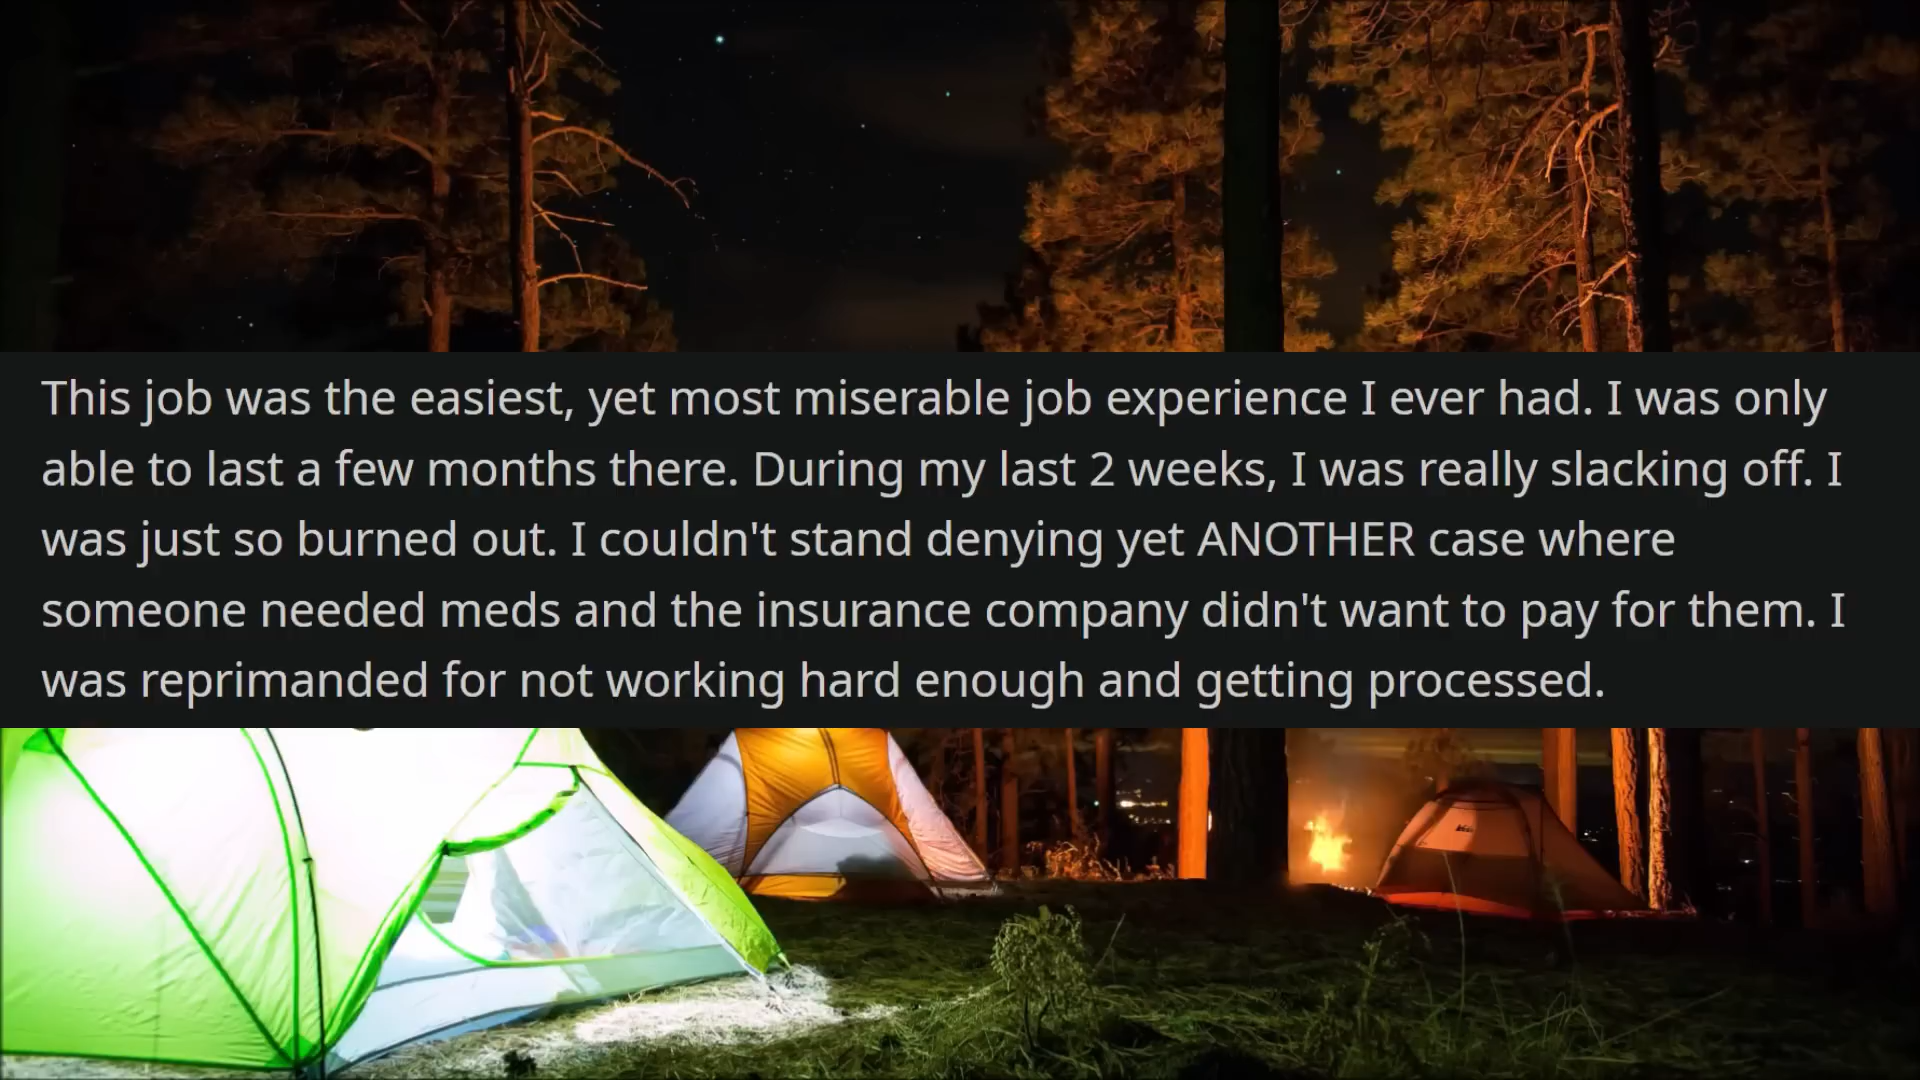 This job was the easiest, yet most miserable job experience I ever had. I was only
able to last a few months there. During my last 2 weeks, I was really slacking off. I
was just so burned out. I couldn't stand denying yet ANOTHER case where
someone needed meds and the insurance company didn't want to pay for them. I
was reprimanded for not working hard enough and getting processed.